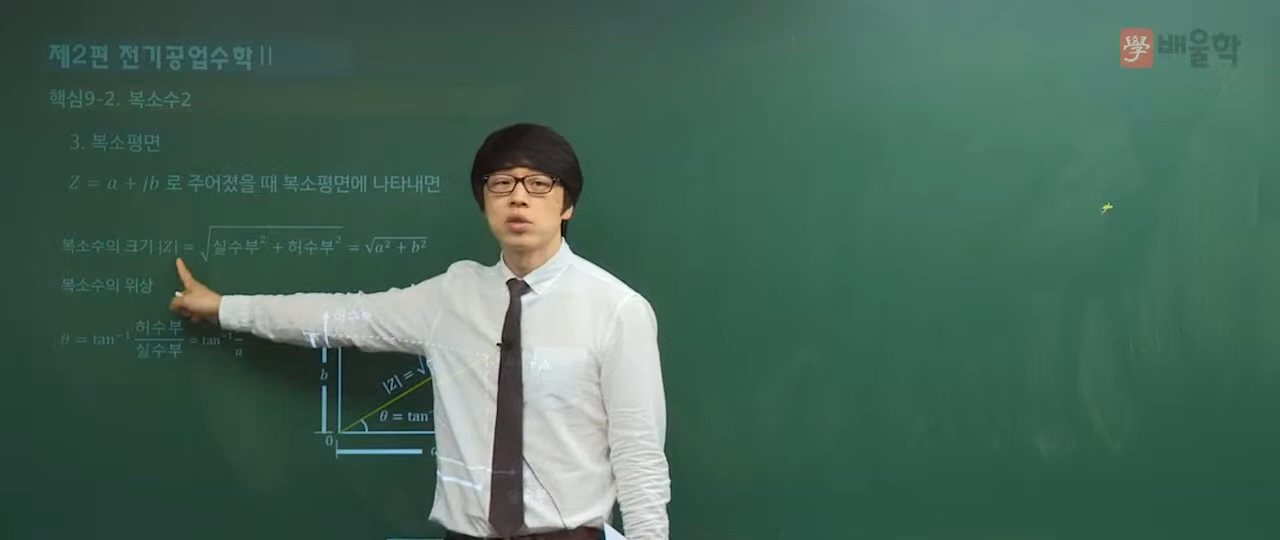 제2편 전기공업수학 II
學 배울학
핵심9-2. 복소수2
3. 복소평면
Z = a + jb 로 주어졌을 때 복소평면에 나타내면
복소수의 크기 |Z| = √실수부² + 허수부² = √a² + b²
복소수의 위상
θ = tan⁻¹ 허수부/실수부 = tan⁻¹
a
b
|Z| = √
θ = tan⁻
0